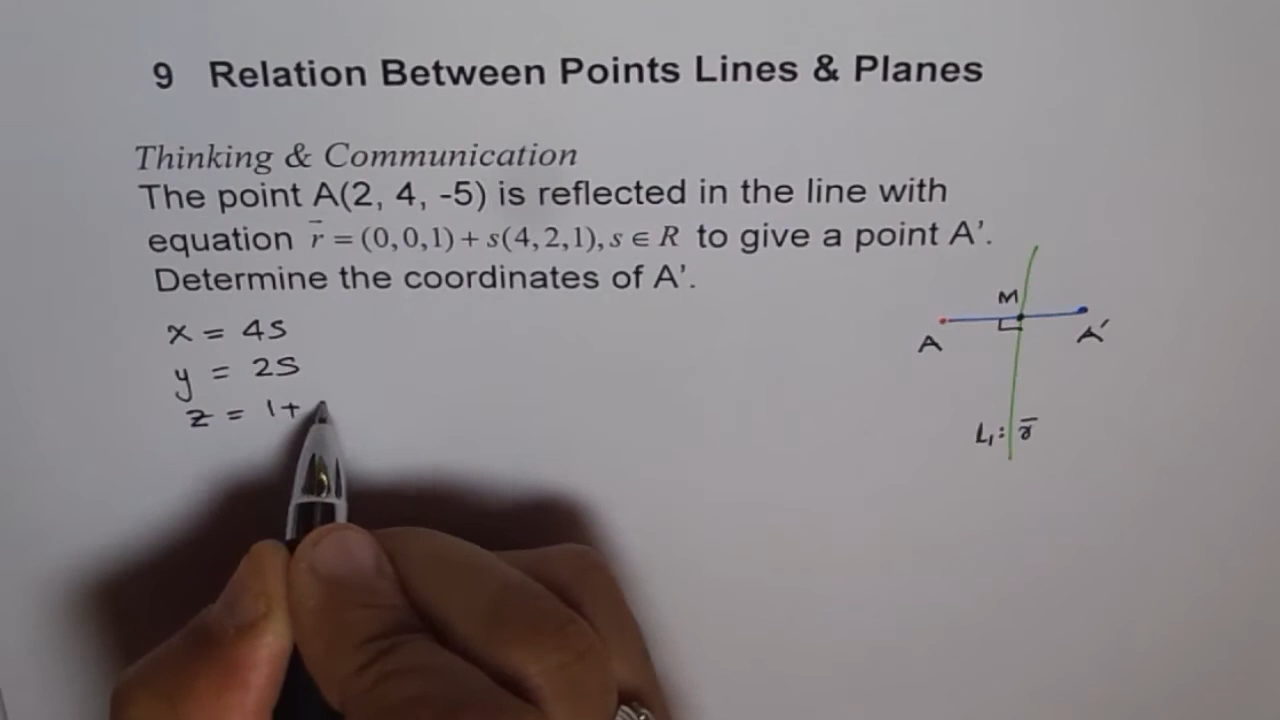 9 Relation Between Points Lines & Planes
Thinking & Communication
The point A(2, 4, -5) is reflected in the line with
equation r̄ = (0,0,1) + s(4,2,1), s ∈ R to give a point A'.
Determine the coordinates of A'.
x = 4s
y = 2s
z = 1+
M
A
A'
L₁: r̄